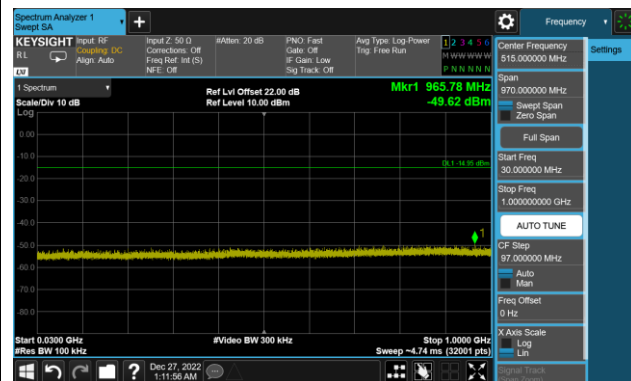 Spectrum Analyzer 1
Swept SA
Frequency
KEYSIGHT
Input: RF
Coupling: DC
Align: Auto
Input Z: 50 Ω
Corrections: Off
Freq Ref: Int (S)
NFE: Off
#Atten: 20 dB
PNO: Fast
Gate: Off
IF Gain: Low
Sig Track: Off
Avg Type: Log-Power
Trig: Free Run
1 2 3 4 5 6
M W W W W W
P N N N N N
RL
LXI
1 Spectrum
Scale/Div 10 dB
Log
Ref Lvl Offset 22.00 dB
Ref Level 10.00 dBm
Mkr1 965.78 MHz
-49.62 dBm
0.00
-10.0
DL1 -14.95 dBm
-20.0
-30.0
-40.0
1
-50.0
-60.0
-70.0
-80.0
Start 0.0300 GHz
#Res BW 100 kHz
#Video BW 300 kHz
Stop 1.0000 GHz
Sweep ~4.74 ms (32001 pts)
Dec 27, 2022
1:11:56 AM
Center Frequency
515.000000 MHz
Settings
Span
970.000000 MHz
Swept Span
Zero Span
Full Span
Start Freq
30.000000 MHz
Stop Freq
1.000000000 GHz
AUTO TUNE
CF Step
97.000000 MHz
Auto
Man
Freq Offset
0 Hz
X Axis Scale
Log
Lin
Signal Track
(Span Zoom)